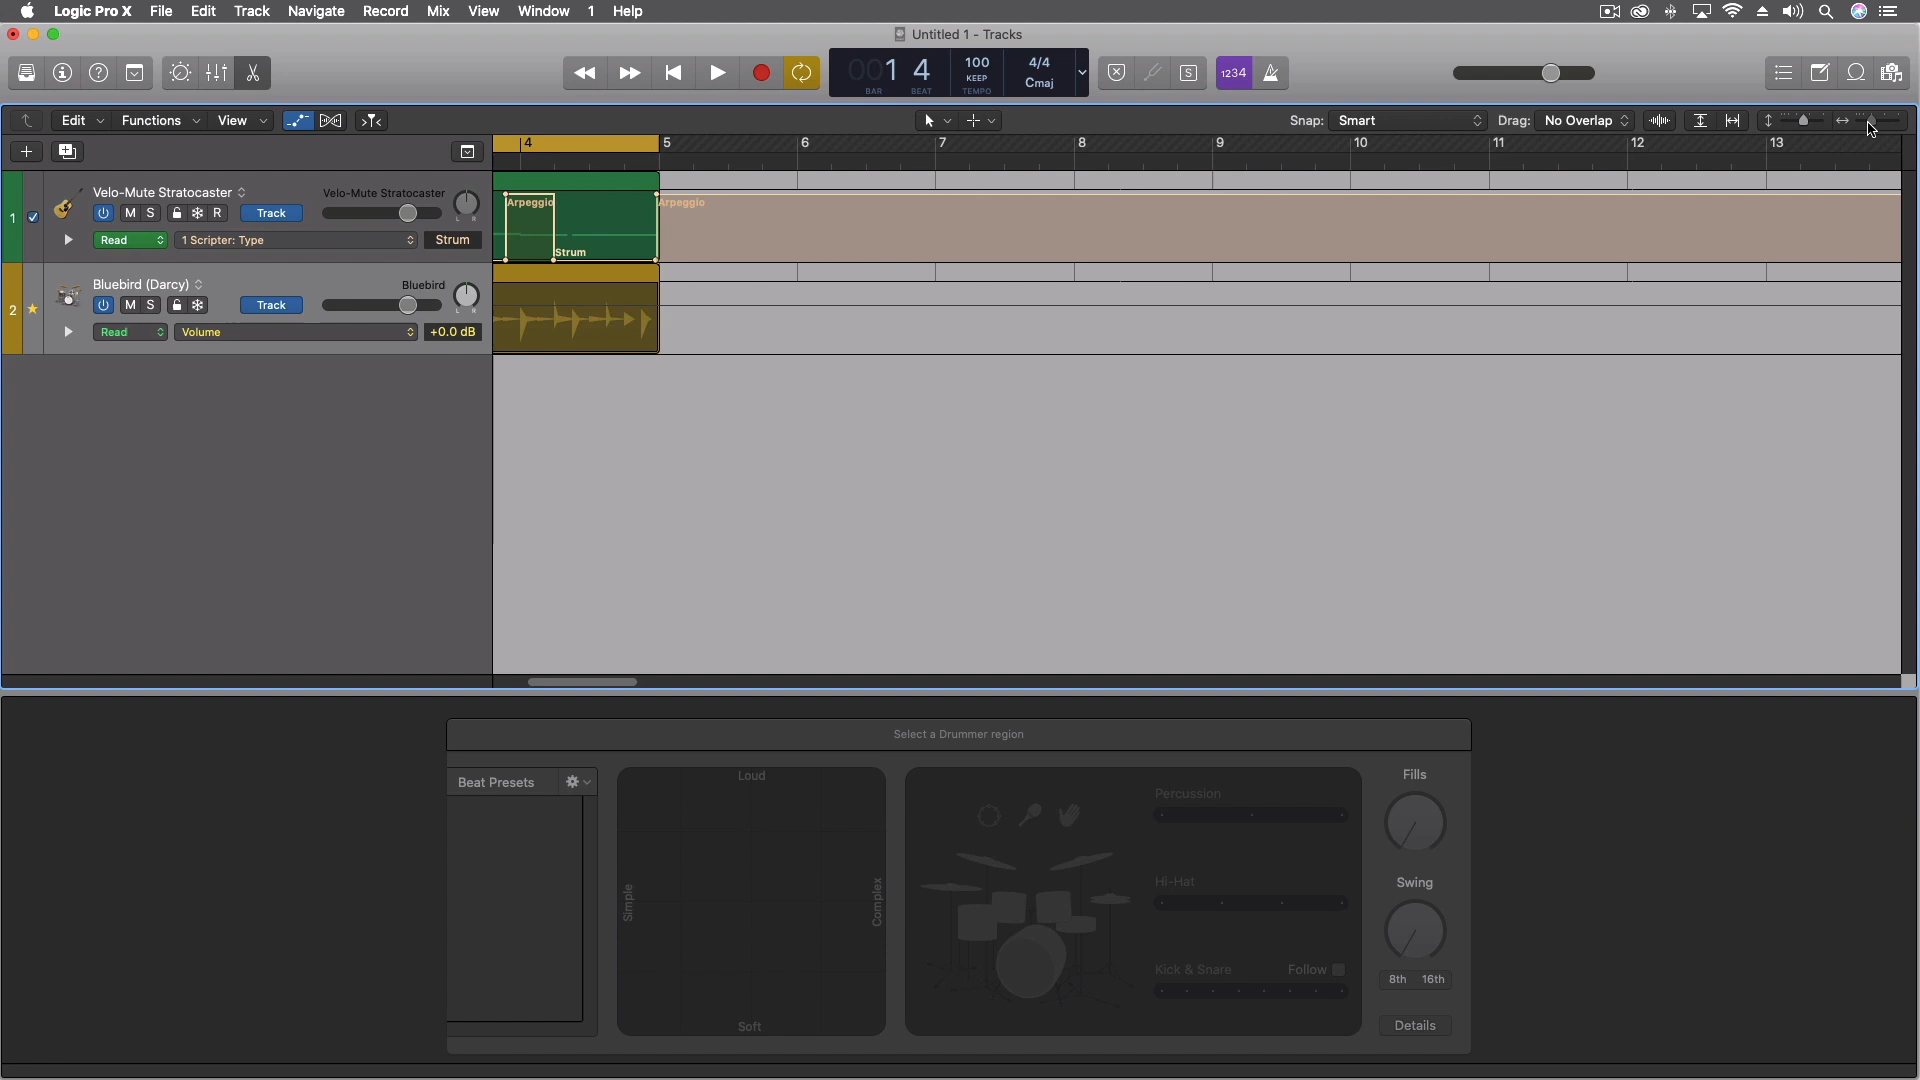 Logic Pro X File Edit Track Navigate Record Mix View Window 1 Help
Untitled 1 - Tracks
001 4
BAR BEAT
100
KEEP
TEMPO
4/4
Cmaj
S
1234
Edit Functions View
Snap: Smart Drag: No Overlap
4 5 6 7 8 9 10 11 12 13
1
Velo-Mute Stratocaster
Velo-Mute Stratocaster
M S R Track
L R
Read 1 Scripter: Type Strum
Arpeggio
Strum
Arpeggio
2
Bluebird (Darcy)
Bluebird
M S Track
L R
Read Volume +0.0 dB
Select a Drummer region
Beat Presets
Loud
Simple
Complex
Soft
Percussion
Hi-Hat
Kick & Snare Follow
Fills
Swing
8th 16th
Details